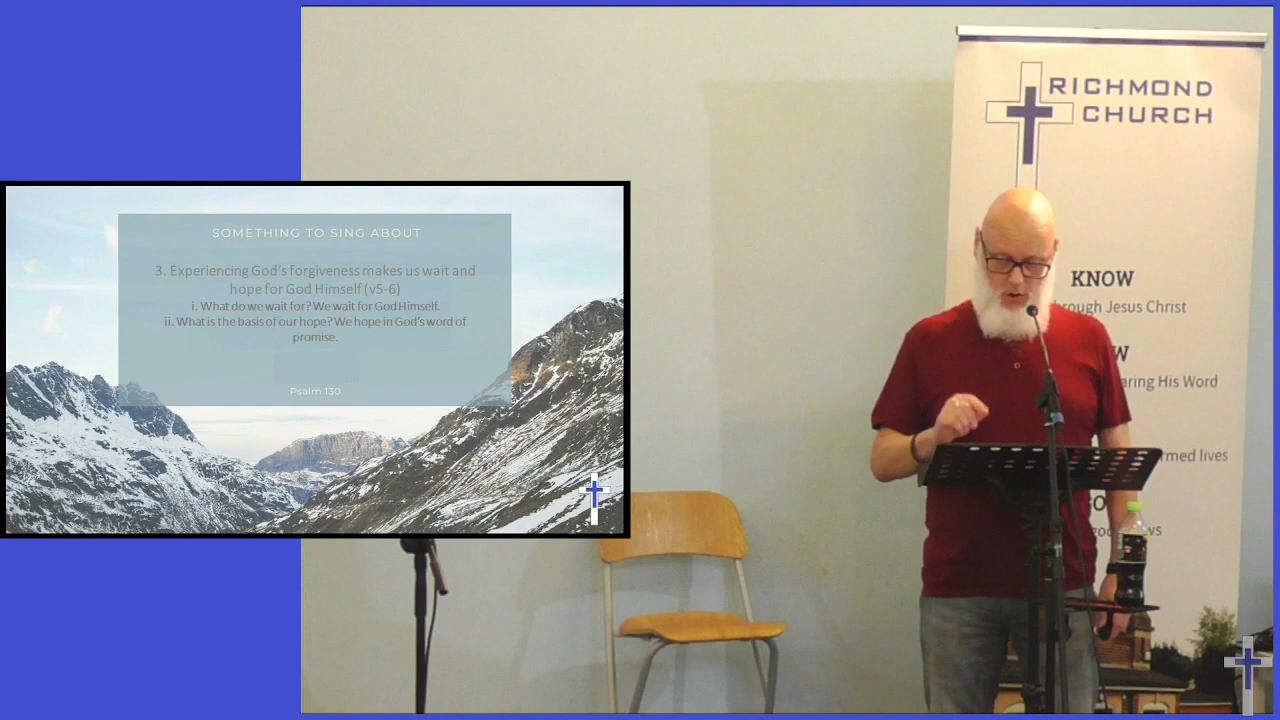 SOMETHING TO SING ABOUT
3. Experiencing God's forgiveness makes us wait and
hope for God Himself (v5-6)
i. What do we wait for? We wait for God Himself.
ii. What is the basis of our hope? We hope in God's word of
promise.
Psalm 130
RICHMOND
CHURCH
KNOW
through Jesus Christ
His Word
lives